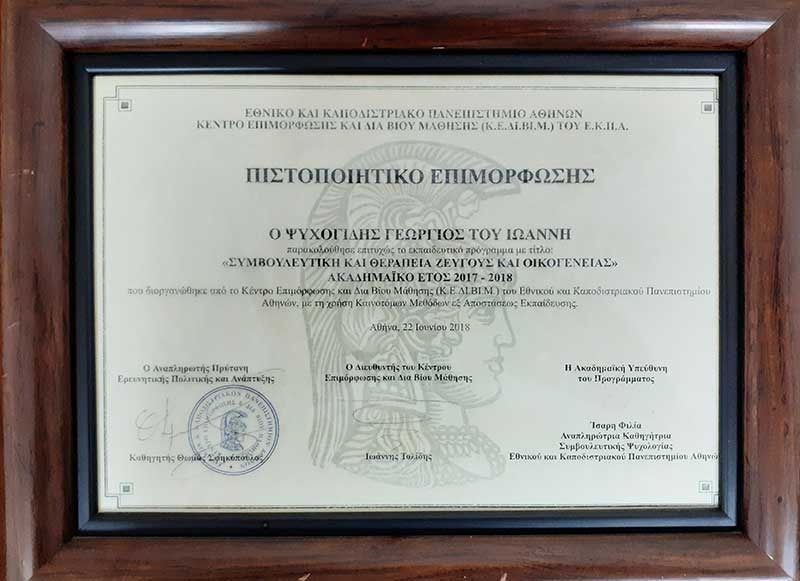 ΕΘΝΙΚΟ ΚΑΙ ΚΑΠΟΔΙΣΤΡΙΑΚΟ ΠΑΝΕΠΙΣΤΗΜΙΟ ΑΘΗΝΩΝ
ΚΕΝΤΡΟ ΕΠΙΜΟΡΦΩΣΗΣ ΚΑΙ ΔΙΑ ΒΙΟΥ ΜΑΘΗΣΗΣ (Κ.Ε.ΔΙ.ΒΙ.Μ.) ΤΟΥ Ε.Κ.Π.Α.
ΠΙΣΤΟΠΟΙΗΤΙΚΟ ΕΠΙΜΟΡΦΩΣΗΣ
Ο ΨΥΧΟΓΙΔΗΣ ΓΕΩΡΓΙΟΣ ΤΟΥ ΙΩΑΝΝΗ
παρακολούθησε επιτυχώς το εκπαιδευτικό πρόγραμμα με τίτλο:
«ΣΥΜΒΟΥΛΕΥΤΙΚΗ ΚΑΙ ΘΕΡΑΠΕΙΑ ΖΕΥΓΟΥΣ ΚΑΙ ΟΙΚΟΓΕΝΕΙΑΣ»
ΑΚΑΔΗΜΑΪΚΟ ΕΤΟΣ 2017 - 2018
που διοργανώθηκε από το Κέντρο Επιμόρφωσης και Δια Βίου Μάθησης (Κ.Ε.ΔΙ.ΒΙ.Μ.) του Εθνικού και Καποδιστριακού Πανεπιστημίου
Αθηνών, με τη χρήση Καινοτόμων Μεθόδων εξ Αποστάσεως Εκπαίδευσης.
Αθήνα, 22 Ιουνίου 2018
Ο Αναπληρωτής Πρύτανη
Ερευνητικής Πολιτικής και Ανάπτυξης
Ο Διευθυντής του Κέντρου
Επιμόρφωσης και Δια Βίου Μάθησης
Η Ακαδημαϊκή Υπεύθυνη
του Προγράμματος
Καθηγητής Θωμάς Σφηκόπουλος
Ιωάννης Τολίδης
Ίσαρη Φιλία
Αναπληρώτρια Καθηγήτρια
Συμβουλευτικής Ψυχολογίας
Εθνικού και Καποδιστριακού Πανεπιστημίου Αθηνών